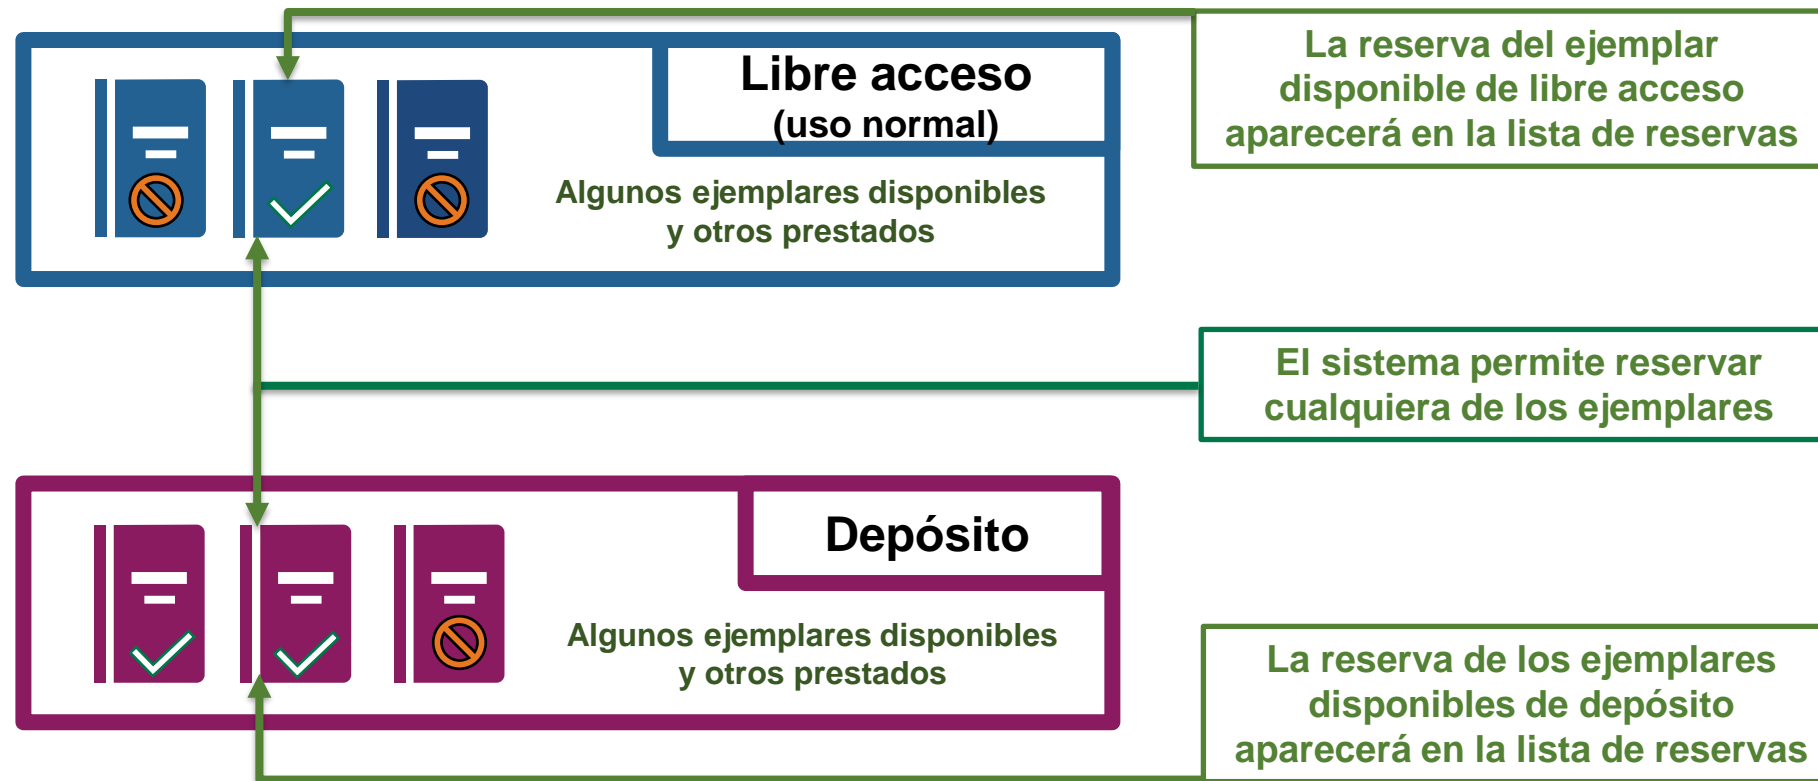 Libre acceso
(uso normal)
Algunos ejemplares disponibles
y otros prestados
La reserva del ejemplar
disponible de libre acceso
aparecerá en la lista de reservas
El sistema permite reservar
cualquiera de los ejemplares
Depósito
Algunos ejemplares disponibles
y otros prestados
La reserva de los ejemplares
disponibles de depósito
aparecerá en la lista de reservas